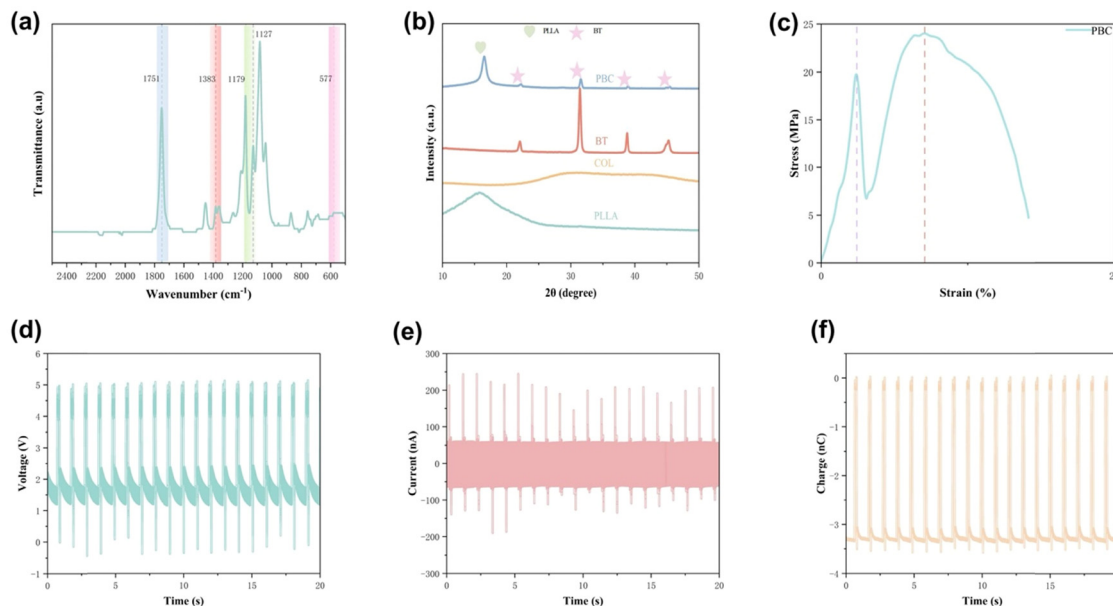 (a)
1127
1751
1383
1179
577
Transmittance (a.u)
2400 2200 2000 1800 1600 1400 1200 1000 800 600
Wavenumber (cm-1)
(b)
PLLA BT
PBC
BT
COL
PLLA
Intensity (a.u.)
10 20 30 40 50
2θ (degree)
(c)
PBC
25
20
15
10
5
0
Stress (MPa)
0
Strain (%)
(d)
6
5
4
3
2
1
0
-1
Voltage (V)
0 5 10 15 20
Time (s)
(e)
300
200
100
0
-100
-200
-300
Current (nA)
0 5 10 15 20
Time (s)
(f)
0
-1
-2
-3
-4
Charge (nC)
0 5 10 15
Time (s)